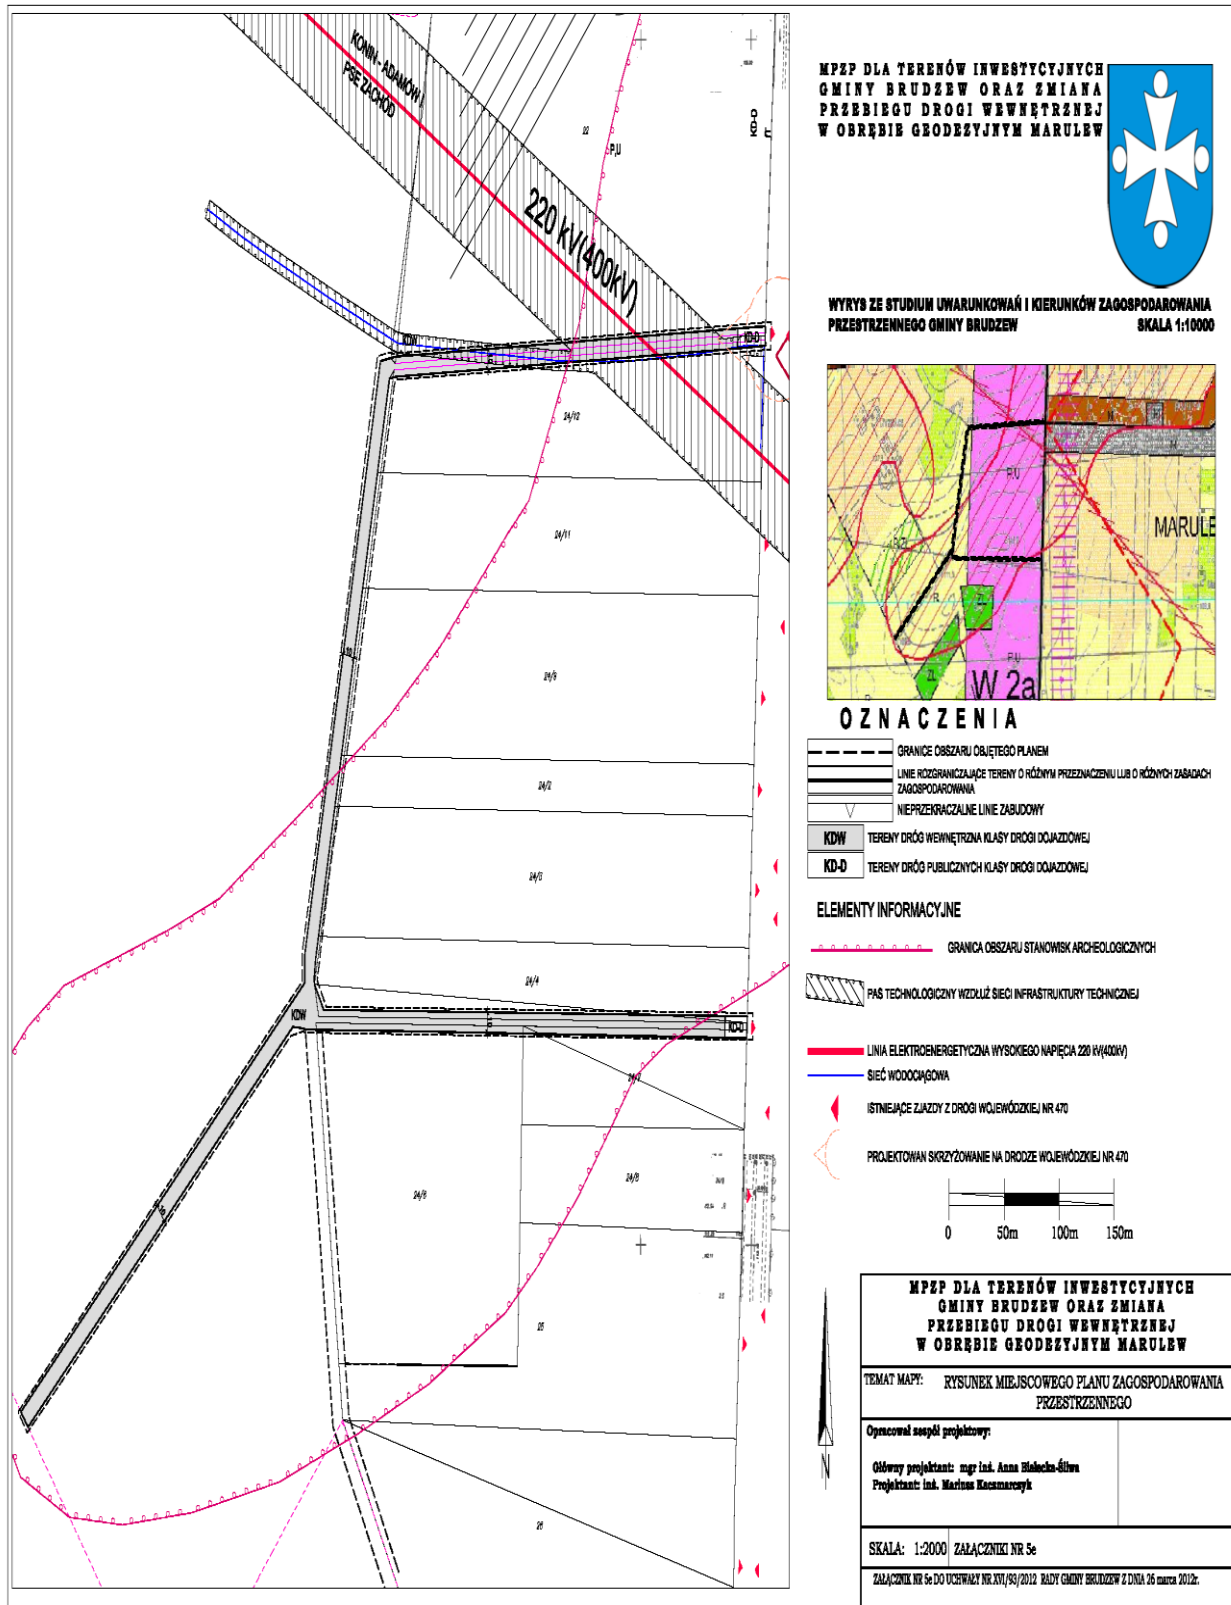 KONIN - ADAMÓW I
PSE ZACHÓD
220 kV(400kV)
22
P,U
KD-D
KDW
KD-D
24/12
24/11
24/9
24/2
24/3
24/4
KDW
KD-D
24/7
24/8
24/6
25
26
MPZP DLA TERENÓW INWESTYCYJNYCH
GMINY BRUDZEW ORAZ ZMIANA
PRZEBIEGU DROGI WEWNĘTRZNEJ
W OBRĘBIE GEODEZYJNYM MARULEW
WYRYS ZE STUDIUM UWARUNKOWAŃ I KIERUNKÓW ZAGOSPODAROWANIA
PRZESTRZENNEGO GMINY BRUDZEW SKALA 1:10000
P,U
MARULE
R
ZL
P,U
ZL
W 2a
OZNACZENIA
GRANICE OBSZARU OBJĘTEGO PLANEM
LINIE ROZGRANICZAJĄCE TERENY O RÓŻNYM PRZEZNACZENIU LUB O RÓŻNYCH ZASADACH
ZAGOSPODAROWANIA
NIEPRZEKRACZALNE LINIE ZABUDOWY
KDW TERENY DRÓG WEWNĘTRZNA KLASY DROGI DOJAZDOWEJ
KD-D TERENY DRÓG PUBLICZNYCH KLASY DROGI DOJAZDOWEJ
ELEMENTY INFORMACYJNE
GRANICA OBSZARU STANOWISK ARCHEOLOGICZNYCH
PAS TECHNOLOGICZNY WZDŁUŻ SIECI INFRASTRUKTURY TECHNICZNEJ
LINIA ELEKTROENERGETYCZNA WYSOKIEGO NAPIĘCIA 220 kV(400kV)
SIEĆ WODOCIĄGOWA
ISTNIEJĄCE ZJAZDY Z DROGI WOJEWÓDZKIEJ NR 470
PROJEKTOWAN SKRZYŻOWANIE NA DRODZE WOJEWÓDZKIEJ NR 470
0 50m 100m 150m
N
MPZP DLA TERENÓW INWESTYCYJNYCH
GMINY BRUDZEW ORAZ ZMIANA
PRZEBIEGU DROGI WEWNĘTRZNEJ
W OBRĘBIE GEODEZYJNYM MARULEW
TEMAT MAPY: RYSUNEK MIEJSCOWEGO PLANU ZAGOSPODAROWANIA
PRZESTRZENNEGO
Opracował zespół projektowy:
Główny projektant: mgr inż. Anna Białecka-Śliwa
Projektant: inż. Mariusz Kaczmarczyk
SKALA: 1:2000 ZAŁĄCZNIKI NR 5e
ZAŁĄCZNIK NR 5e DO UCHWAŁY NR XVI/93/2012 RADY GMINY BRUDZEW Z DNIA 26 marca 2012r.